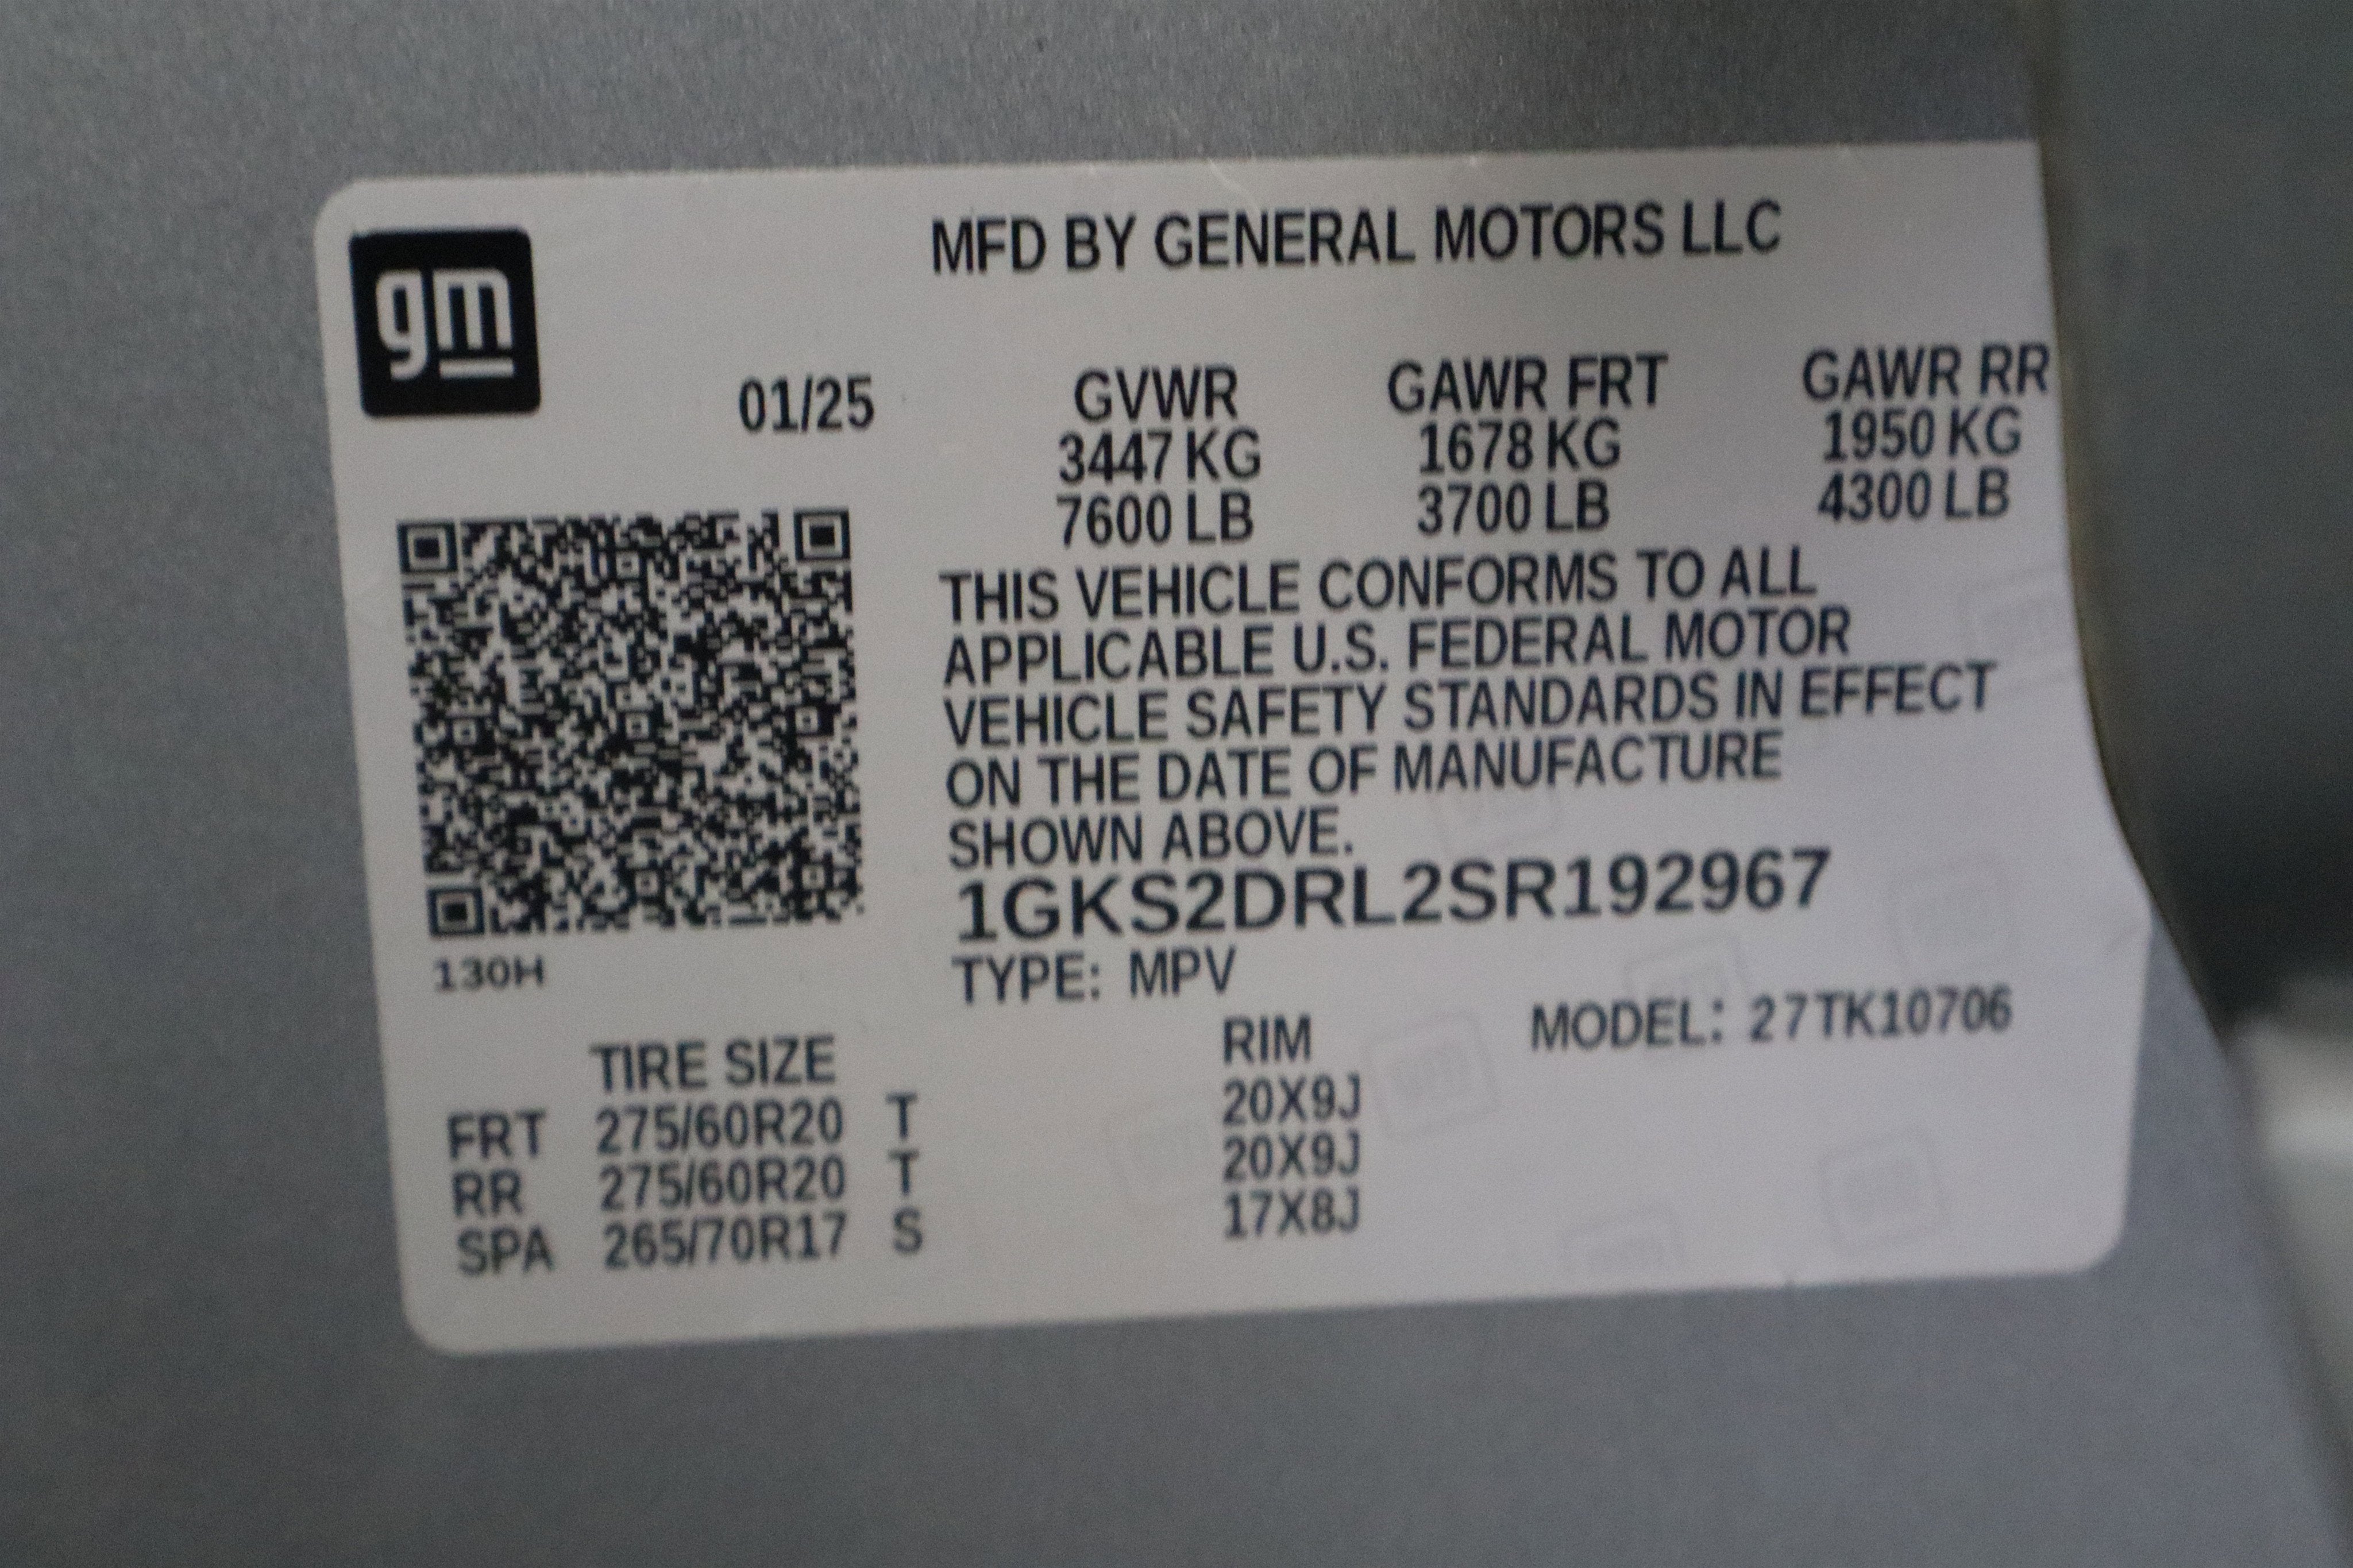 gm
MFD BY GENERAL MOTORS LLC
01/25 GVWR GAWR FRT GAWR RR
3447 KG 1678 KG 1950 KG
7600 LB 3700 LB 4300 LB
THIS VEHICLE CONFORMS TO ALL
APPLICABLE U.S. FEDERAL MOTOR
VEHICLE SAFETY STANDARDS IN EFFECT
ON THE DATE OF MANUFACTURE
SHOWN ABOVE.
1GKS2DRL2SR192967
130H
TYPE: MPV
MODEL: 27TK10706
TIRE SIZE RIM
FRT 275/60R20 T 20X9J
RR 275/60R20 T 20X9J
SPA 265/70R17 S 17X8J